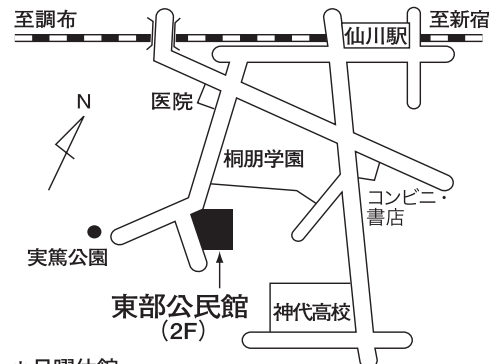 至調布
至新宿
仙川駅
N
医院
桐朋学園
コンビニ・
書店
実篤公園
東部公民館
(2F)
神代高校